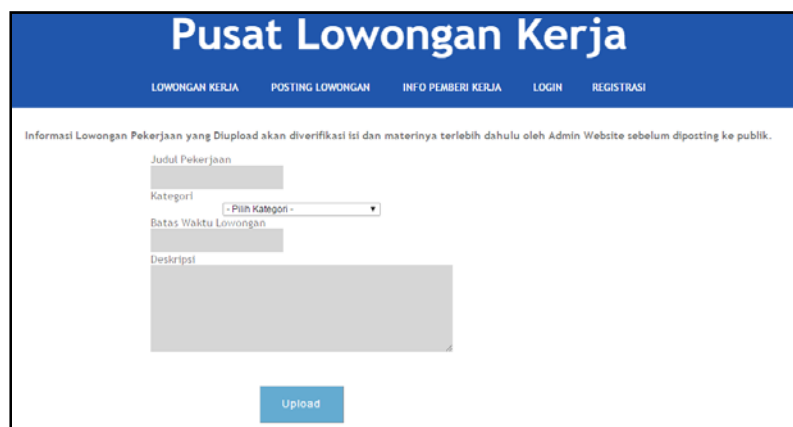 Pusat Lowongan Kerja
LOWONGAN KERJA POSTING LOWONGAN INFO PEMBERI KERJA LOGIN REGISTRASI
Informasi Lowongan Pekerjaan yang Diupload akan diverifikasi isi dan materinya terlebih dahulu oleh Admin Website sebelum diposting ke publik.
Judul Pekerjaan
Kategori
- Pilih Kategori -
Batas Waktu Lowongan
Deskripsi
Upload